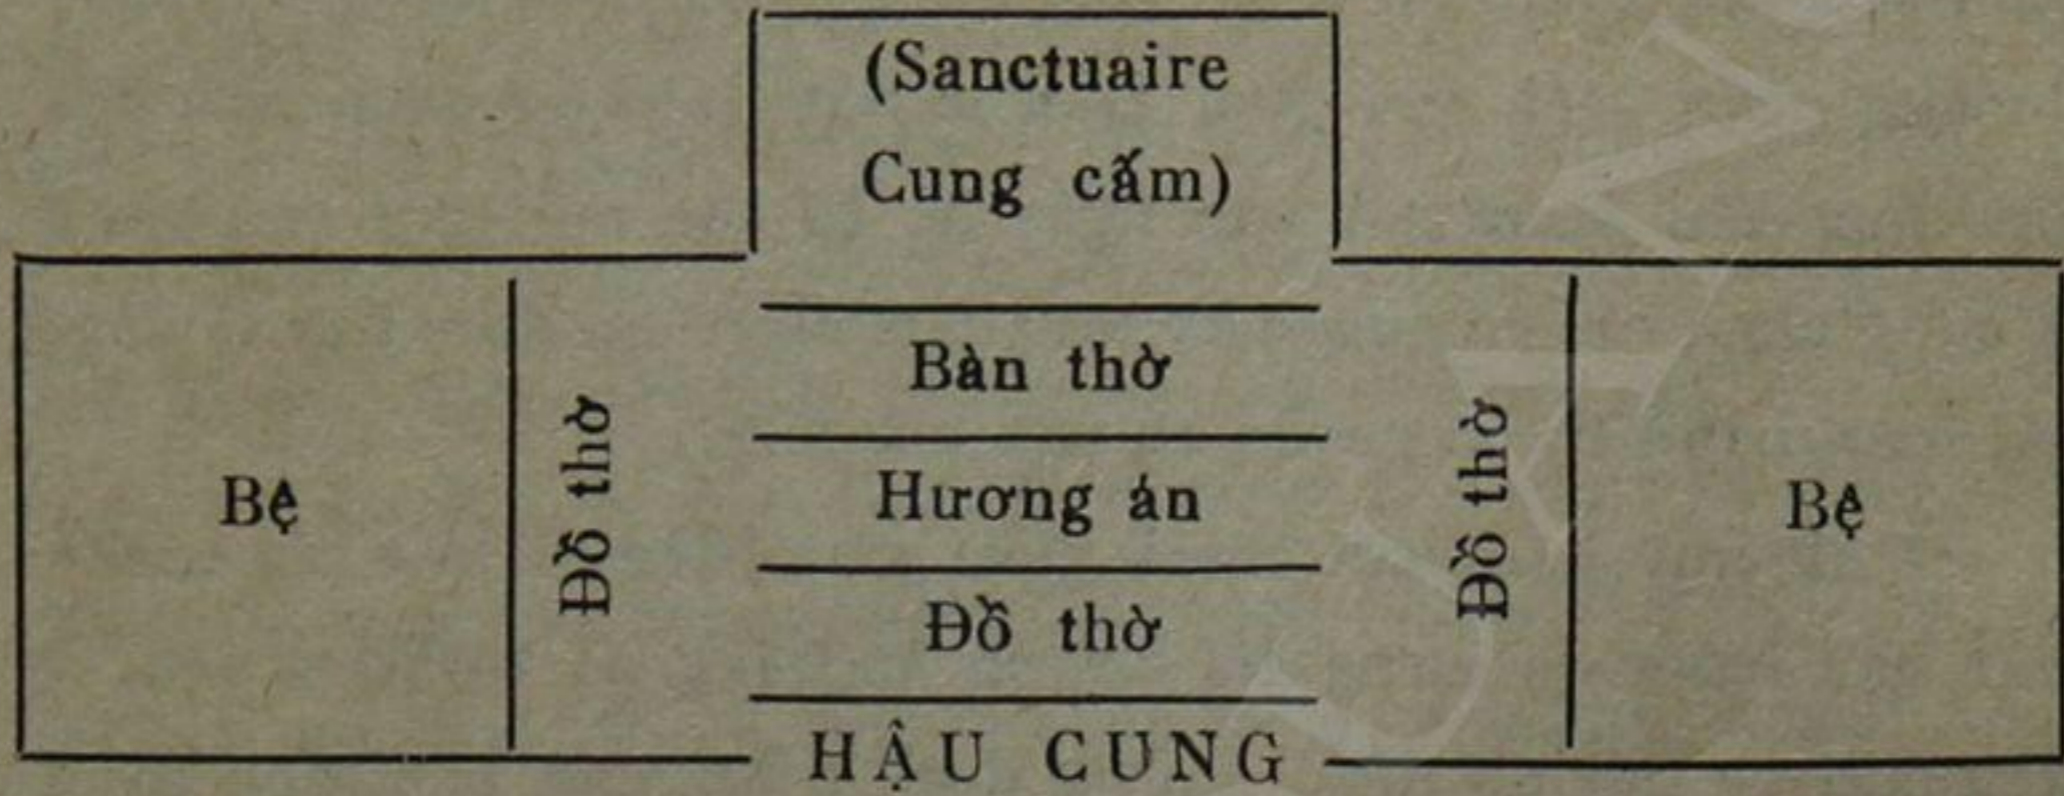 (Sanctuaire
Cung cấm)
Bàn thờ
Bệ
Đồ thờ
Hương án
Đồ thờ
Bệ
Đồ thờ
HẬU CUNG